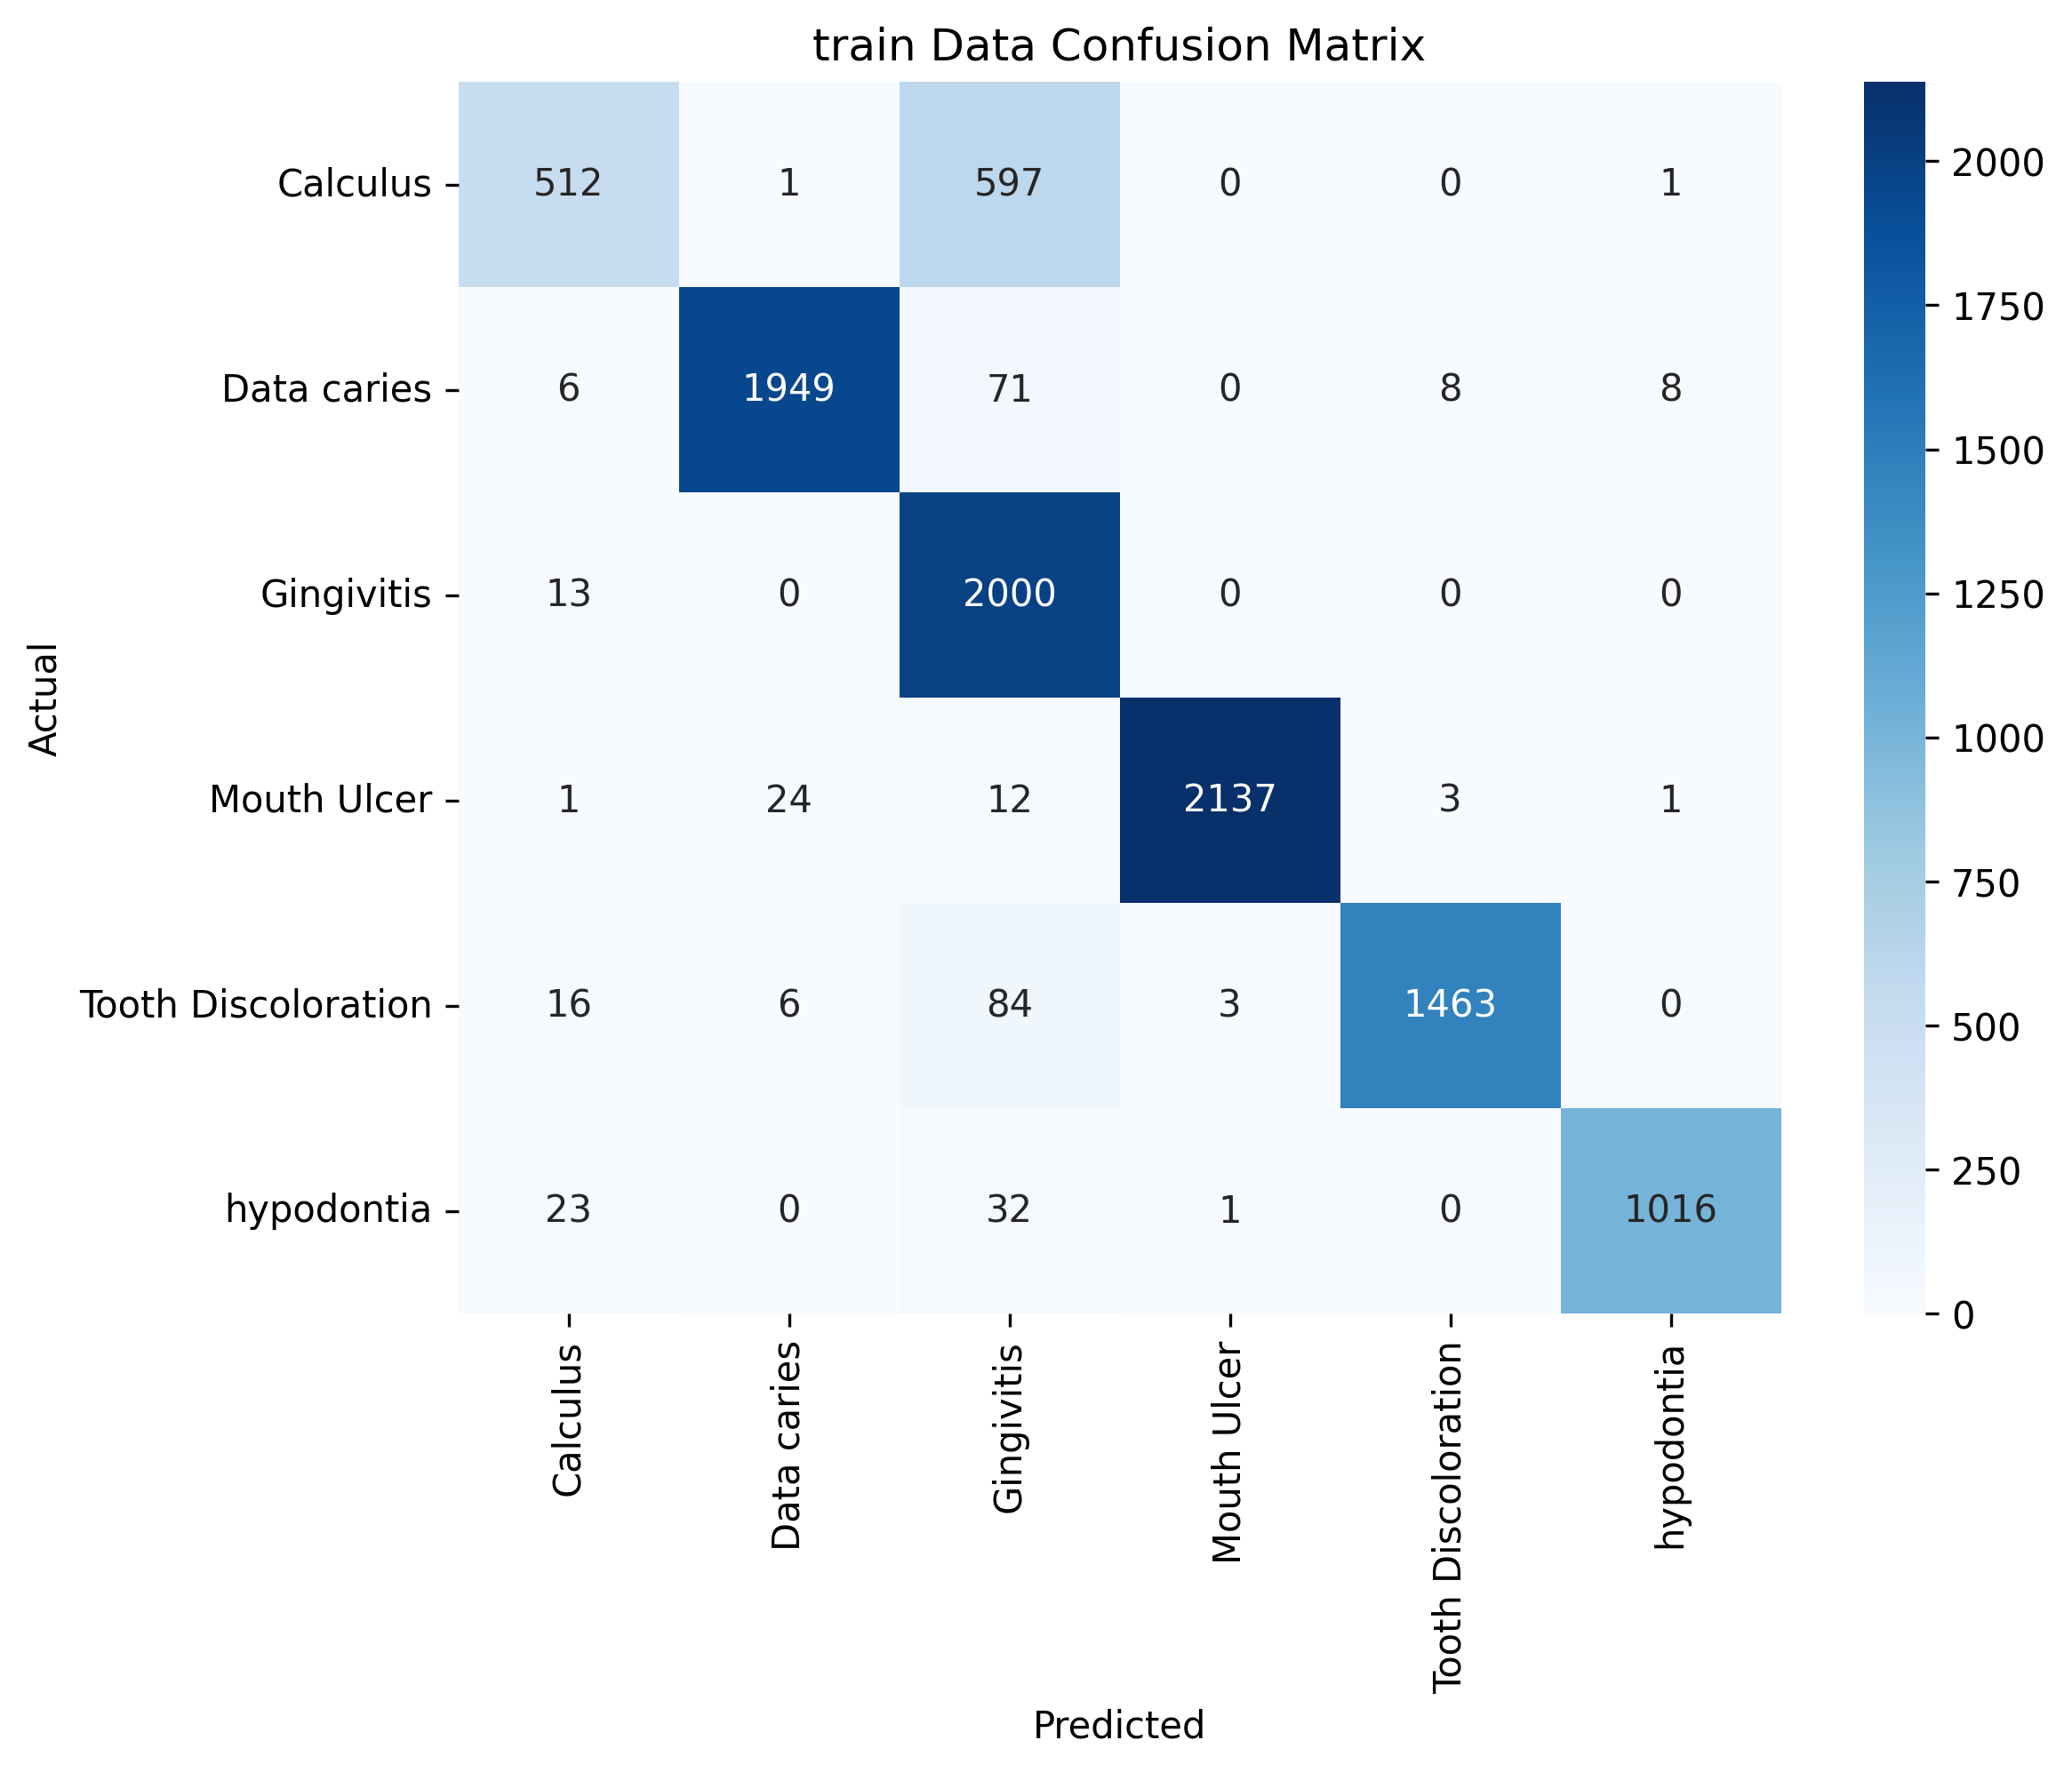 train Data Confusion Matrix
Calculus 512 1 597 0 0 1
Data caries 6 1949 71 0 8 8
Gingivitis 13 0 2000 0 0 0
Mouth Ulcer 1 24 12 2137 3 1
Tooth Discoloration 16 6 84 3 1463 0
hypodontia 23 0 32 1 0 1016
Actual
Calculus
Data caries
Gingivitis
Mouth Ulcer
Tooth Discoloration
hypodontia
Predicted
2000
1750
1500
1250
1000
750
500
250
0